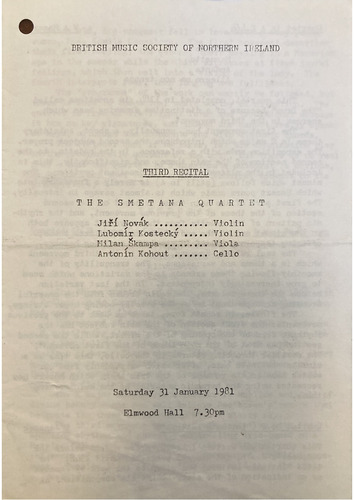 BRITISH MUSIC SOCIETY OF NORTHERN IRELAND
THIRD RECITAL
THE SMETANA QUARTET
Jiří Novák ........... Violin
Lubomír Kostecký ..... Violin
Milan Škampa ......... Viola
Antonín Kohout ....... Cello
Saturday 31 January 1981
Elmwood Hall 7.30pm